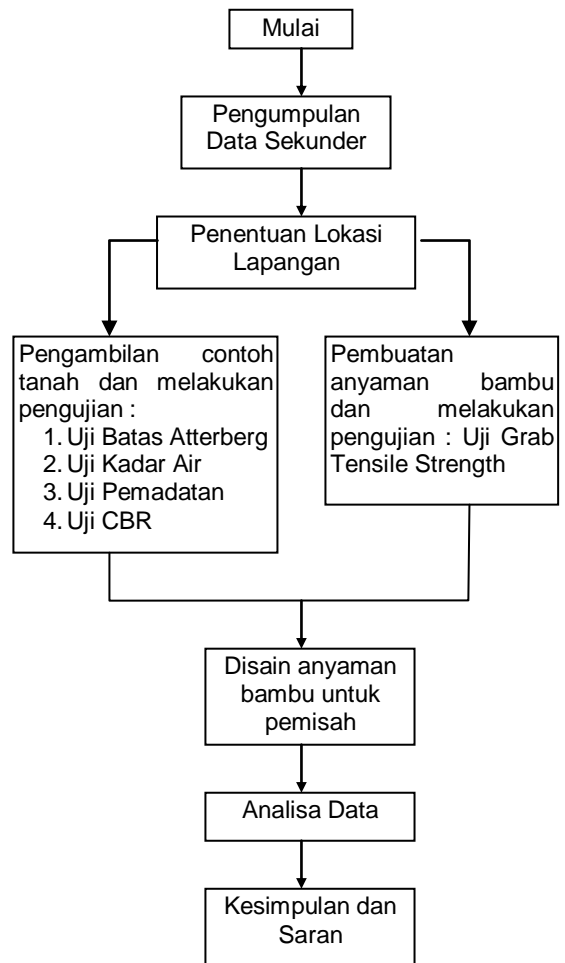 Mulai
Pengumpulan
Data Sekunder
Penentuan Lokasi
Lapangan
Pengambilan contoh
tanah dan melakukan
pengujian :
1. Uji Batas Atterberg
2. Uji Kadar Air
3. Uji Pemadatan
4. Uji CBR
Pembuatan
anyaman bambu
dan melakukan
pengujian : Uji Grab
Tensile Strength
Disain anyaman
bambu untuk
pemisah
Analisa Data
Kesimpulan dan
Saran